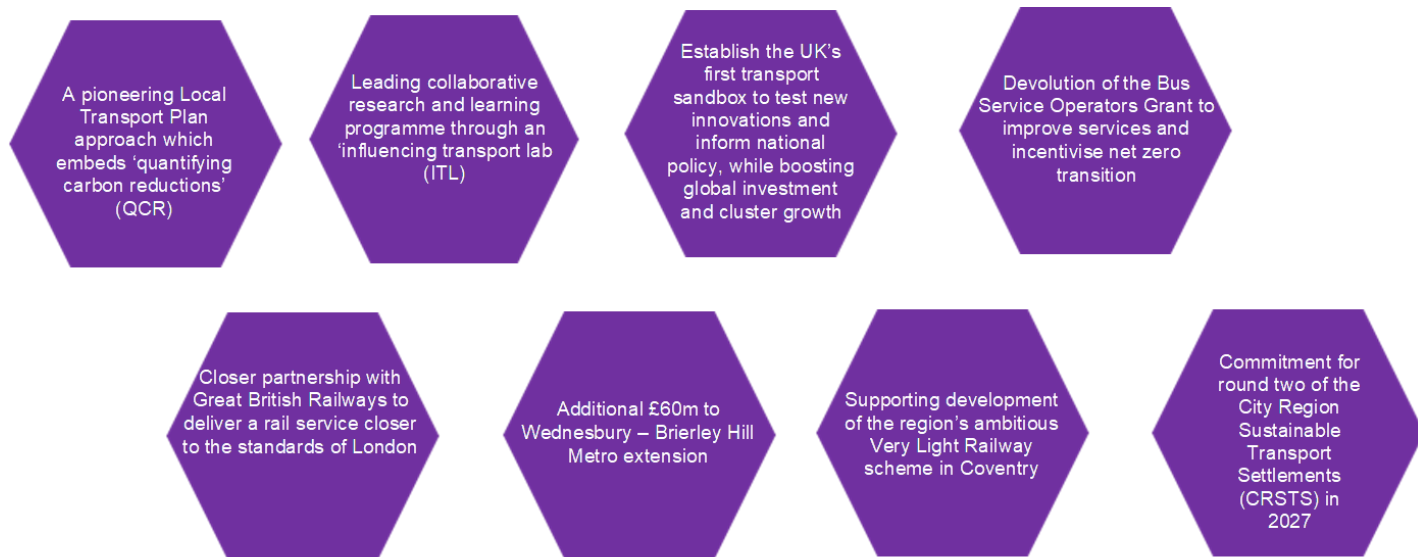 A pioneering Local
Transport Plan
approach which
embeds ‘quantifying
carbon reductions’
(QCR)
Leading collaborative
research and learning
programme through an
‘influencing transport lab
(ITL)
Establish the UK’s
first transport
sandbox to test new
innovations and
inform national
policy, while boosting
global investment
and cluster growth
Devolution of the Bus
Service Operators Grant to
improve services and
incentivise net zero
transition
Closer partnership with
Great British Railways to
deliver a rail service closer
to the standards of London
Additional £60m to
Wednesbury – Brierley Hill
Metro extension
Supporting development
of the region’s ambitious
Very Light Railway
scheme in Coventry
Commitment for
round two of the
City Region
Sustainable
Transport
Settlements
(CRSTS) in
2027